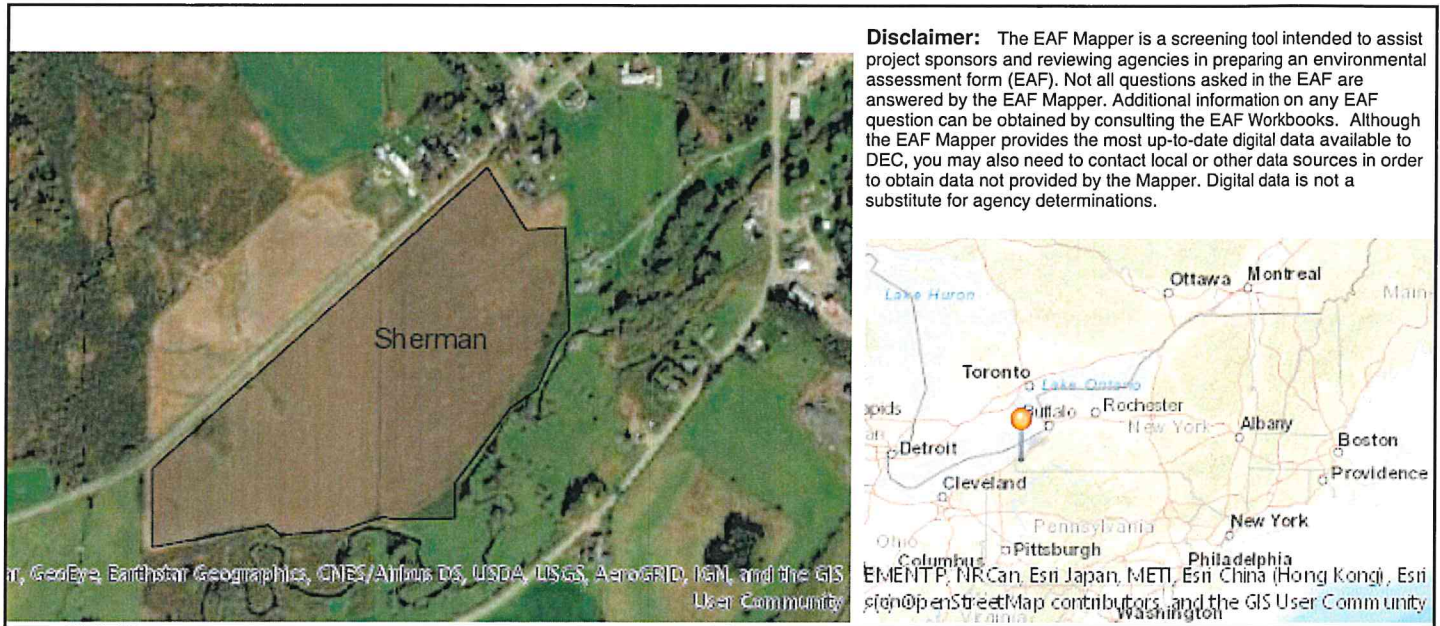 Disclaimer: The EAF Mapper is a screening tool intended to assist
project sponsors and reviewing agencies in preparing an environmental
assessment form (EAF). Not all questions asked in the EAF are
answered by the EAF Mapper. Additional information on any EAF
question can be obtained by consulting the EAF Workbooks. Although
the EAF Mapper provides the most up-to-date digital data available to
DEC, you may also need to contact local or other data sources in order
to obtain data not provided by the Mapper. Digital data is not a
substitute for agency determinations.
Sherman
GeoEye, Earthstar Geographics, CNES/Airbus DS, USDA, USGS, AeroGRID, IGN, and the GIS
User Community
Ottawa Montreal
Lake Huron
Toronto
Lake Ontario
Buffalo Rochester
New York
Albany
Detroit
Boston
Providence
Cleveland
New York
Pennsylvania
Ohio
Pittsburgh
Columbus
Philadelphia
NRCan, Esri Japan, METI, Esri China (Hong Kong), Esri
OpenStreetMap contributors, and the GIS User Community
Virginia
Washington